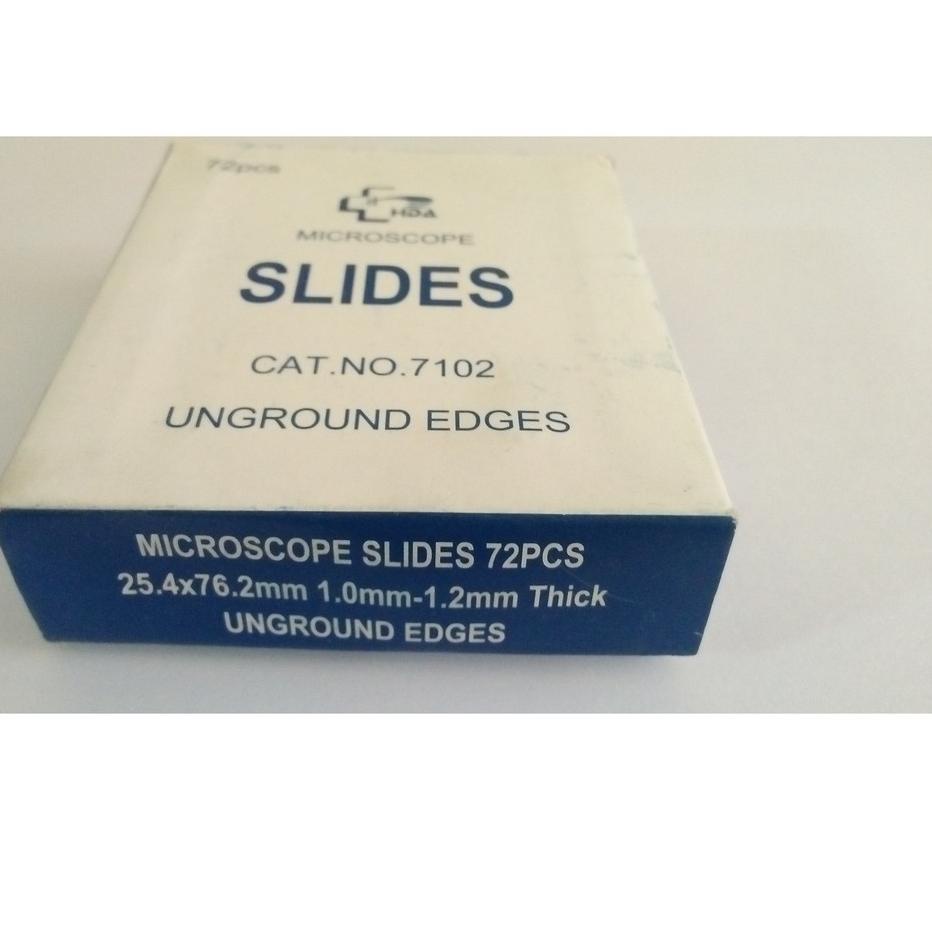 72pcs
HDA
MICROSCOPE
SLIDES
CAT.NO.7102
UNGROUND EDGES
MICROSCOPE SLIDES 72PCS
25.4x76.2mm 1.0mm-1.2mm Thick
UNGROUND EDGES